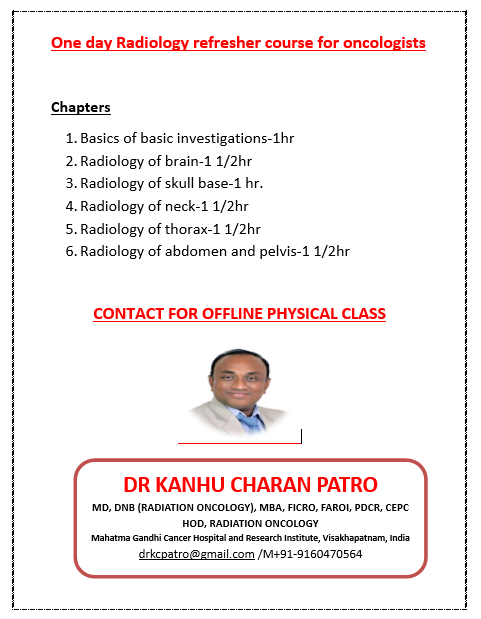 One day Radiology refresher course for oncologists
Chapters
1. Basics of basic investigations-1hr
2. Radiology of brain-1 1/2hr
3. Radiology of skull base-1 hr.
4. Radiology of neck-1 1/2hr
5. Radiology of thorax-1 1/2hr
6. Radiology of abdomen and pelvis-1 1/2hr
CONTACT FOR OFFLINE PHYSICAL CLASS
DR KANHU CHARAN PATRO
MD, DNB (RADIATION ONCOLOGY), MBA, FICRO, FAROI, PDCR, CEPC
HOD, RADIATION ONCOLOGY
Mahatma Gandhi Cancer Hospital and Research Institute, Visakhapatnam, India
drkcpatro@gmail.com /M+91-9160470564